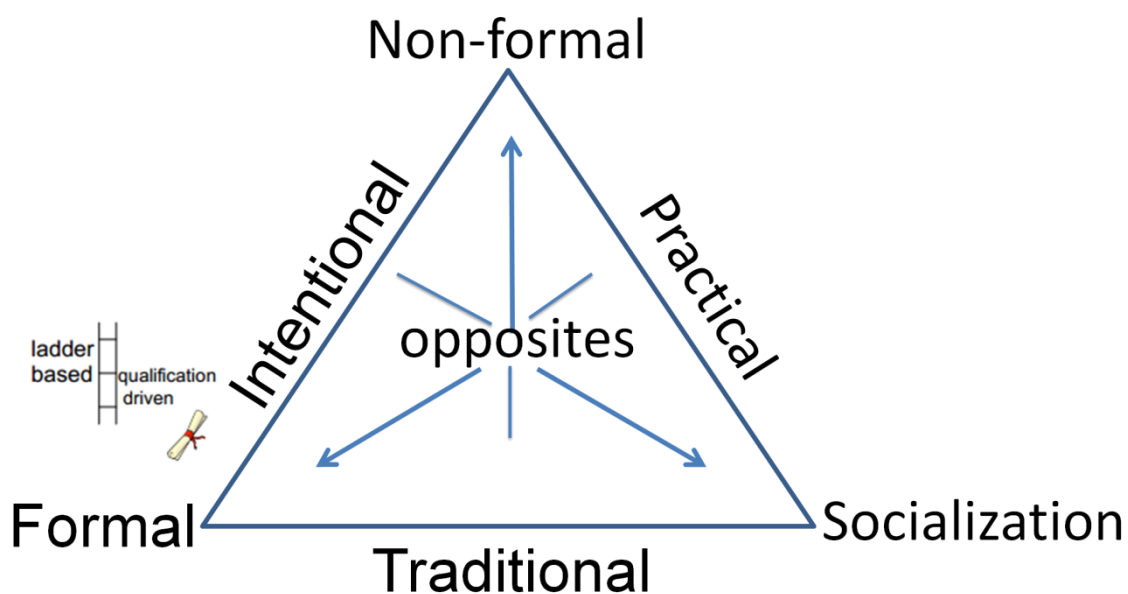 Non-formal
Intentional
Practical
opposites
ladder
based
qualification
driven
Formal
Socialization
Traditional